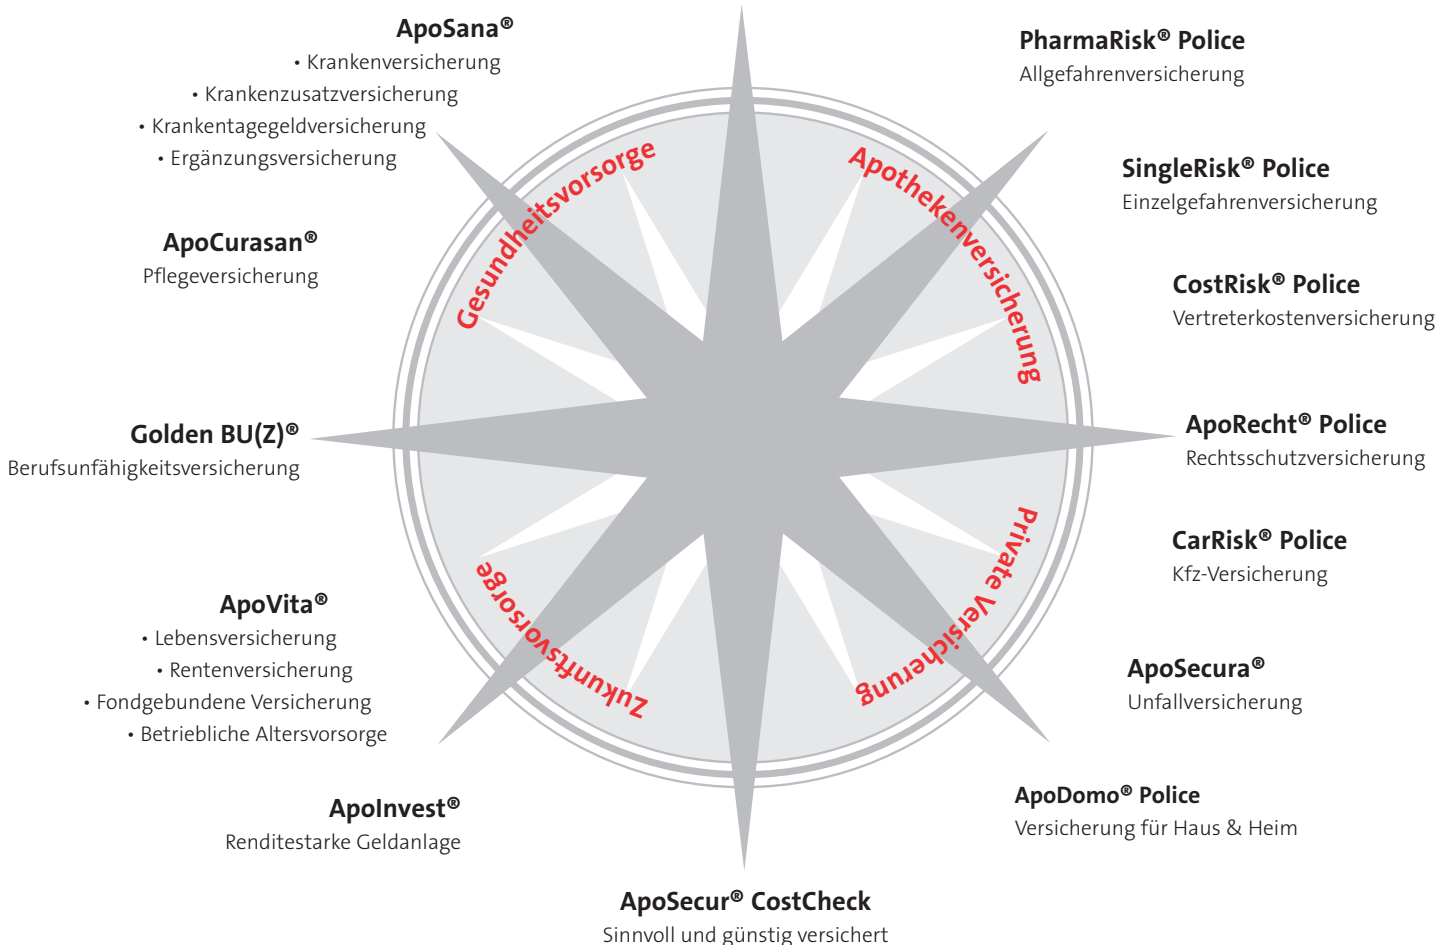 ApoSana®
• Krankenversicherung
• Krankenzusatzversicherung
• Krankentagegeldversicherung
• Ergänzungsversicherung
ApoCurasan®
Pflegeversicherung
Golden BU(Z)®
Berufsunfähigkeitsversicherung
ApoVita®
• Lebensversicherung
• Rentenversicherung
• Fondgebundene Versicherung
• Betriebliche Altersvorsorge
ApoInvest®
Renditestarke Geldanlage
Gesundheitsvorsorge
Apothekenversicherung
Zukunftsvorsorge
Private Versicherung
PharmaRisk® Police
Allgefahrenversicherung
SingleRisk® Police
Einzelgefahrenversicherung
CostRisk® Police
Vertreterkostenversicherung
ApoRecht® Police
Rechtsschutzversicherung
CarRisk® Police
Kfz-Versicherung
ApoSecura®
Unfallversicherung
ApoDomo® Police
Versicherung für Haus & Heim
ApoSecur® CostCheck
Sinnvoll und günstig versichert